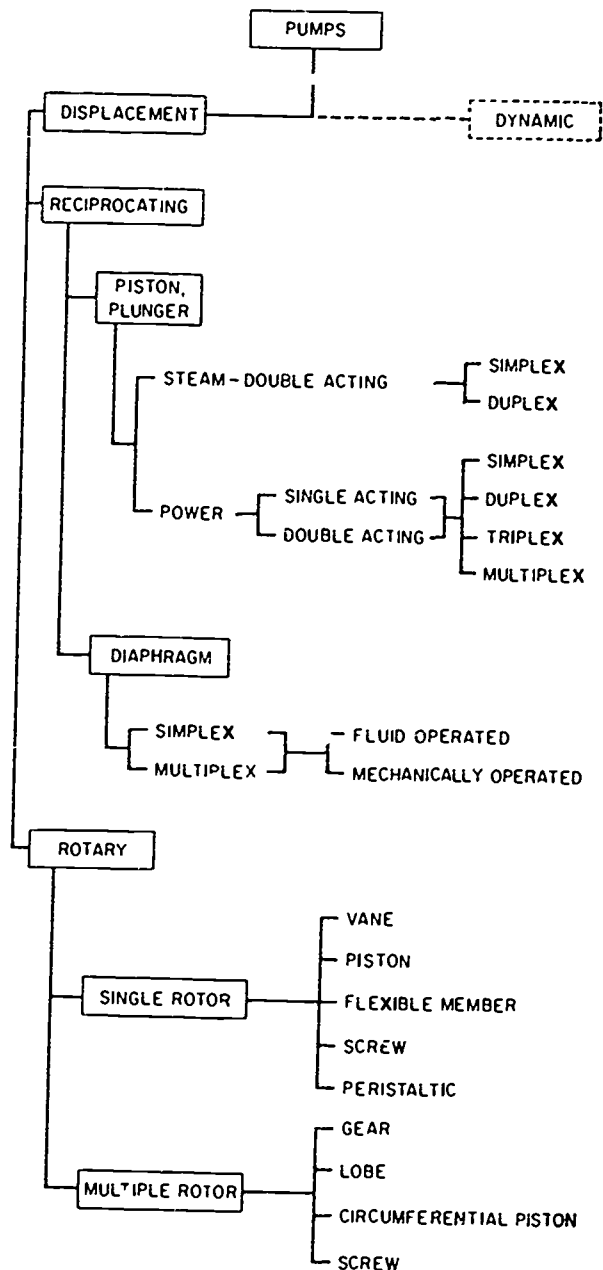 PUMPS
DISPLACEMENT
DYNAMIC
RECIPROCATING
PISTON,
PLUNGER
STEAM-DOUBLE ACTING
SIMPLEX
DUPLEX
POWER
SINGLE ACTING
DOUBLE ACTING
SIMPLEX
DUPLEX
TRIPLEX
MULTIPLEX
DIAPHRAGM
SIMPLEX
MULTIPLEX
FLUID OPERATED
MECHANICALLY OPERATED
ROTARY
SINGLE ROTOR
VANE
PISTON
FLEXIBLE MEMBER
SCREW
PERISTALTIC
MULTIPLE ROTOR
GEAR
LOBE
CIRCUMFERENTIAL PISTON
SCREW